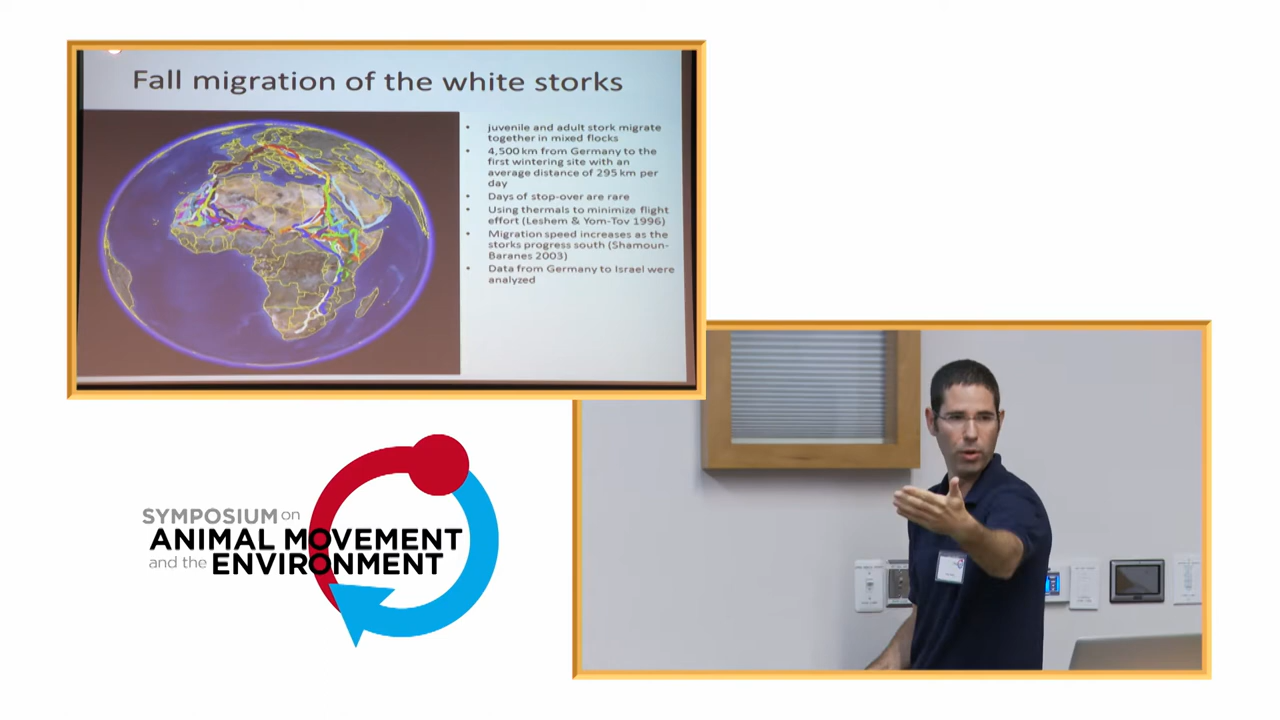 Fall migration of the white storks
• juvenile and adult stork migrate
together in mixed flocks
• 4,500 km from Germany to the
first wintering site with an
average distance of 295 km per
day
• Days of stop-over are rare
• Using thermals to minimize flight
effort (Leshem & Yom-Tov 1996)
• Migration speed increases as the
storks progress south (Shamoun-
Baranes 2003)
• Data from Germany to Israel were
analyzed
SYMPOSIUM on
ANIMAL MOVEMENT
and the ENVIRONMENT